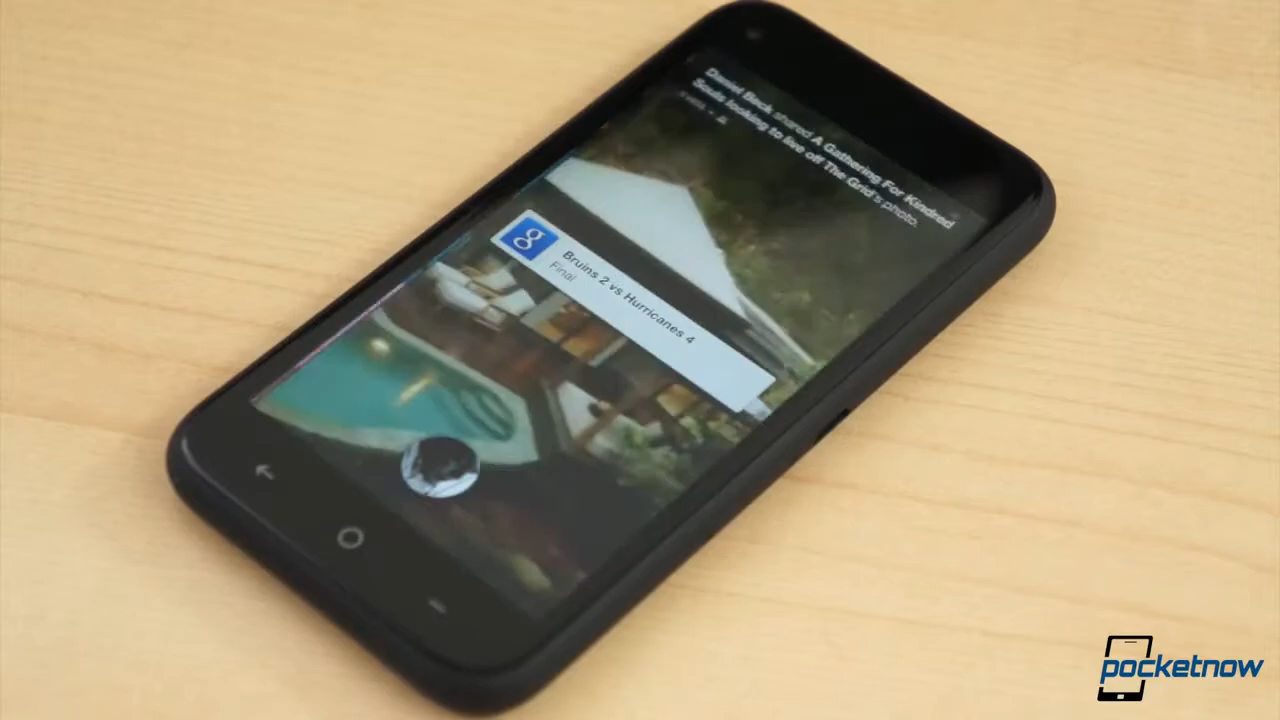 Daniel Beck shared A Gathering For Kindred
Souls looking to live off The Grid's photo.
g
Bruins 2 vs Hurricanes 4
Final
pocketnow